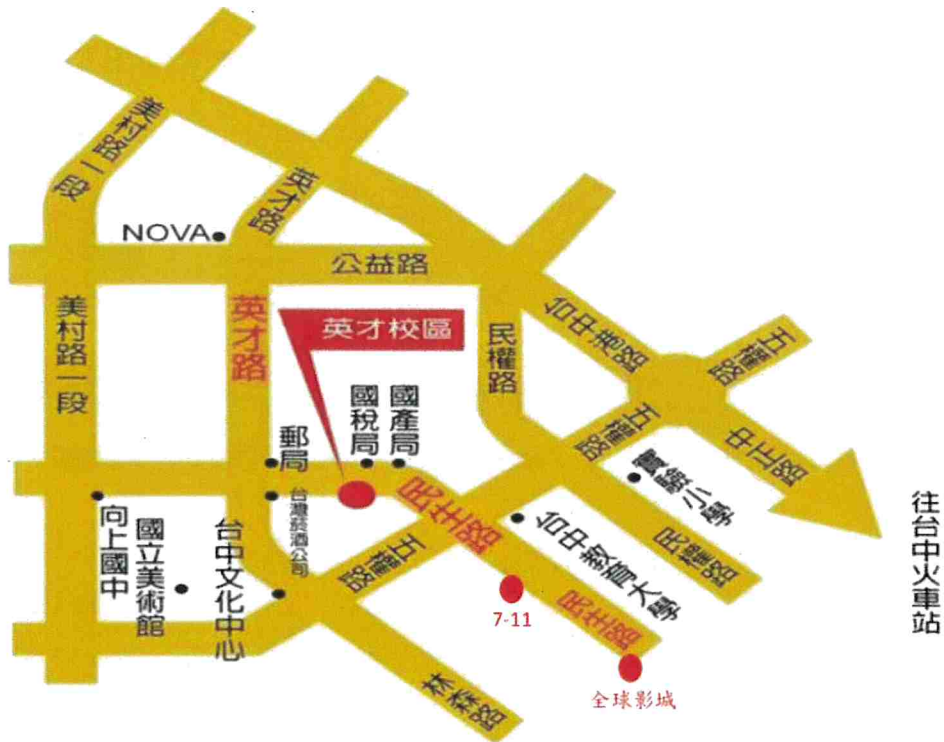 美村路一段
英才路
NOVA
公益路
美村路一段
英才路
英才校區
民權路
台中港路
五權路
五權路
中正路
國稅局
國產局
郵局
台灣菸酒公司
民生路
實驗小學
向上國中
國立美術館
台中文化中心
五權路
台中教育大學
民權路
往台中火車站
7-11
民生路
林森路
全球影城